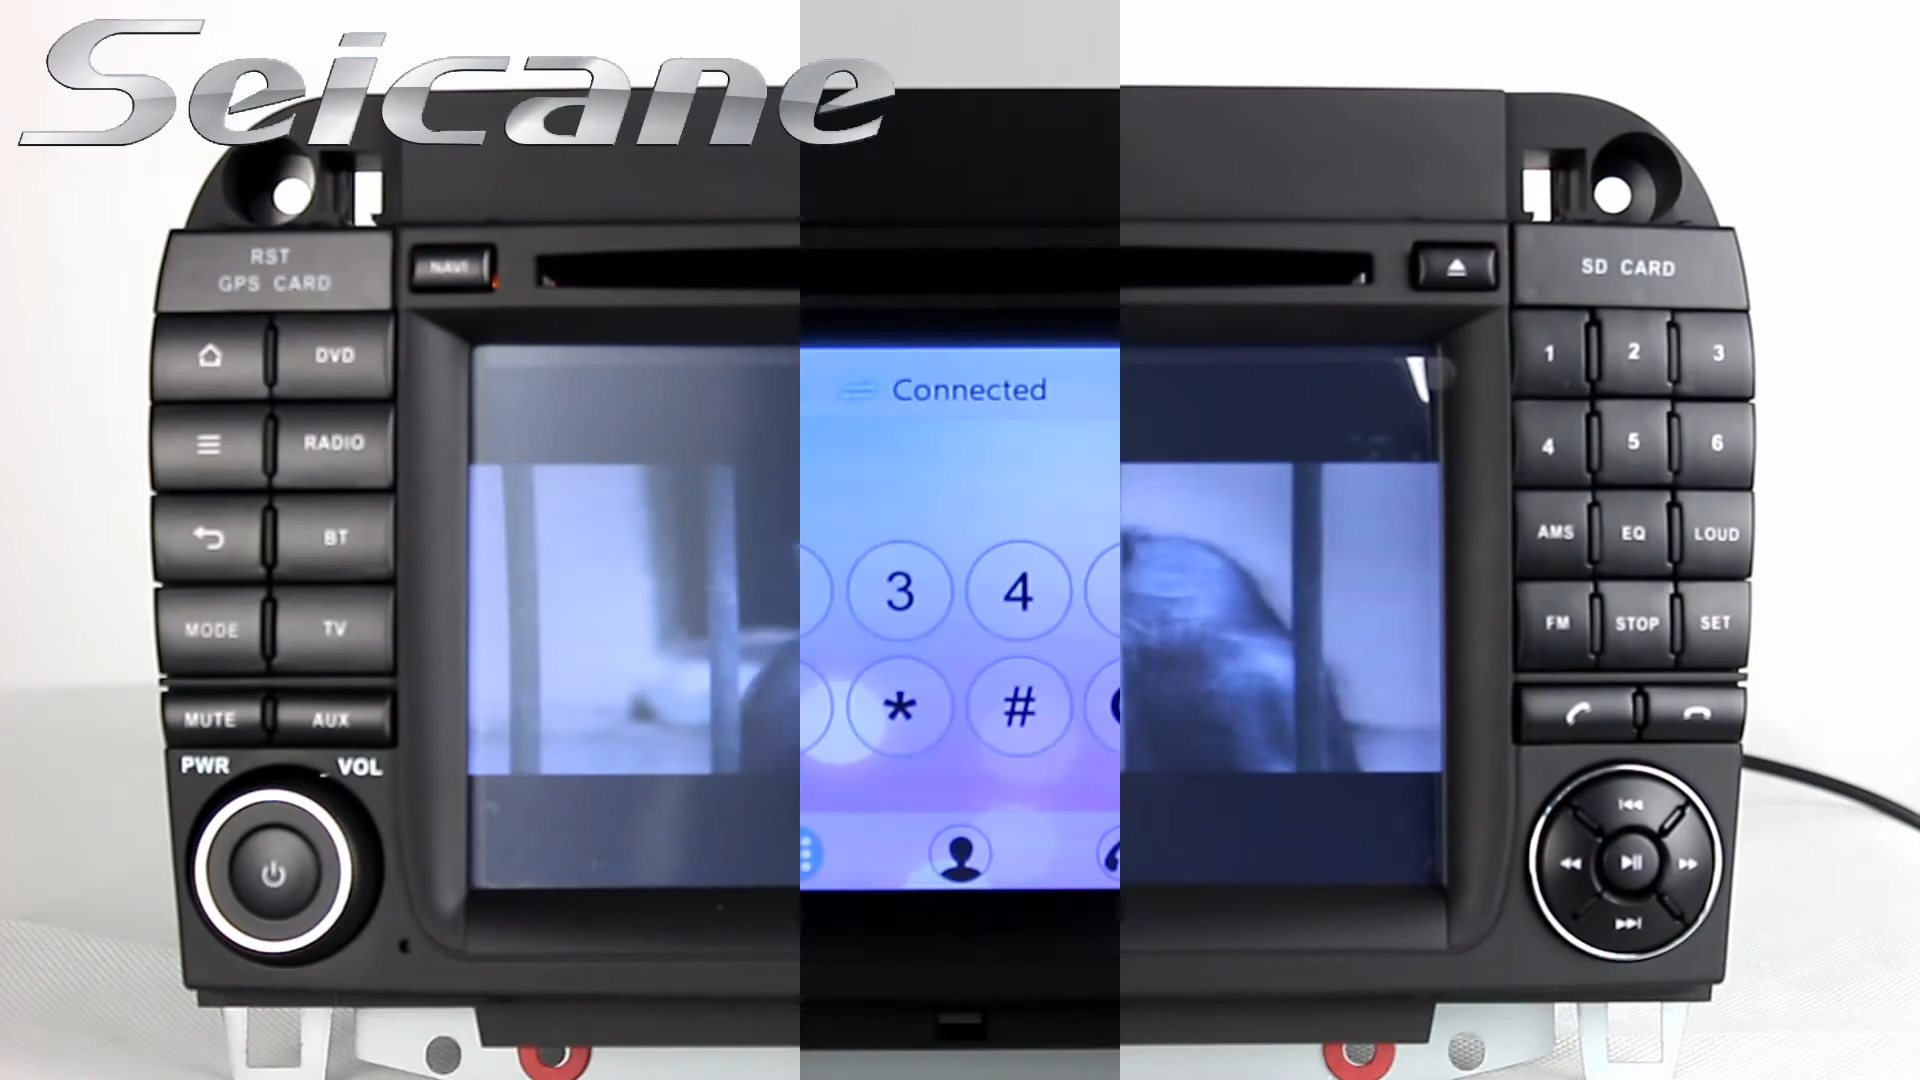 Seicane
RST
GPS CARD
NAVI
SD CARD
DVD
1 2 3
Connected
RADIO
4 5 6
BT
AMS EQ LOUD
3 4
MODE TV
FM STOP SET
* #
MUTE AUX
PWR VOL